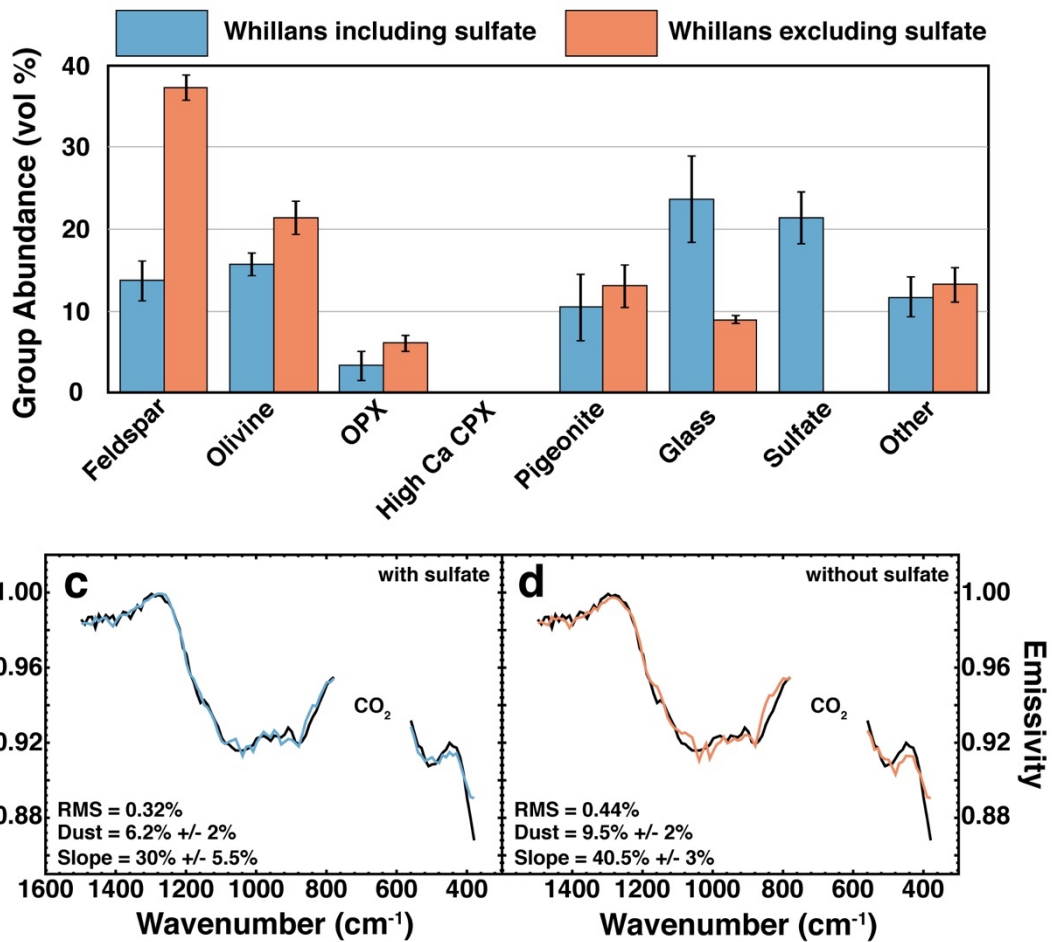 Whillans including sulfate Whillans excluding sulfate
Group Abundance (vol %)
40
30
20
10
0
Feldspar Olivine OPX High Ca CPX Pigeonite Glass Sulfate Other
c with sulfate d without sulfate
1.00 1.00
0.96 0.96
CO2 CO2
0.92 0.92
0.88 0.88
Emissivity
RMS = 0.32% RMS = 0.44%
Dust = 6.2% +/- 2% Dust = 9.5% +/- 2%
Slope = 30% +/- 5.5% Slope = 40.5% +/- 3%
1600 1400 1200 1000 800 600 400 1400 1200 1000 800 600 400
Wavenumber (cm-1) Wavenumber (cm-1)